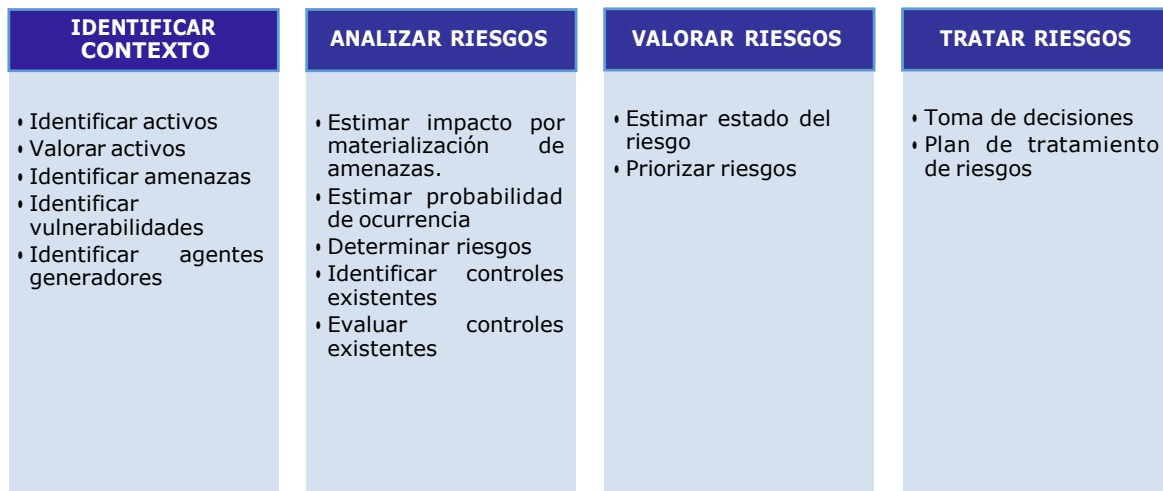 IDENTIFICAR
CONTEXTO
• Identificar activos
• Valorar activos
• Identificar amenazas
• Identificar
vulnerabilidades
• Identificar agentes
generadores
ANALIZAR RIESGOS
• Estimar impacto por
materialización de
amenazas.
• Estimar probabilidad
de ocurrencia
• Determinar riesgos
• Identificar controles
existentes
• Evaluar controles
existentes
VALORAR RIESGOS
• Estimar estado del
riesgo
• Priorizar riesgos
TRATAR RIESGOS
• Toma de decisiones
• Plan de tratamiento
de riesgos